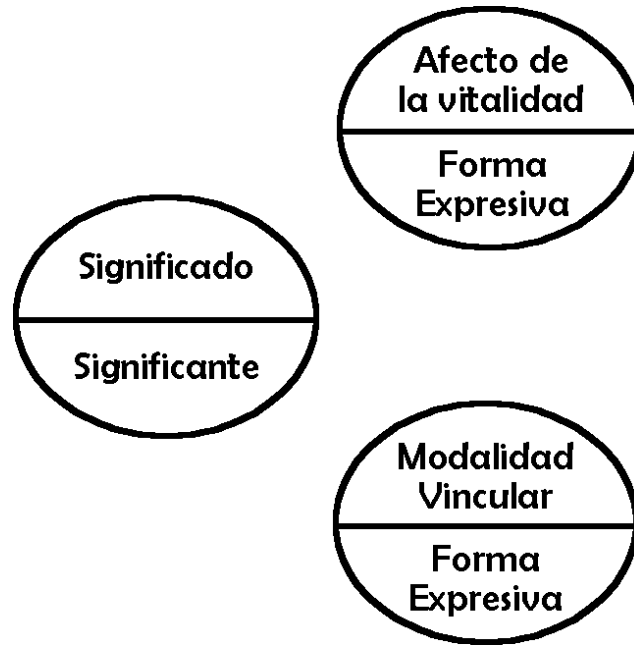 Afecto de
la vitalidad
Forma
Expresiva
Significado
Significante
Modalidad
Vincular
Forma
Expresiva